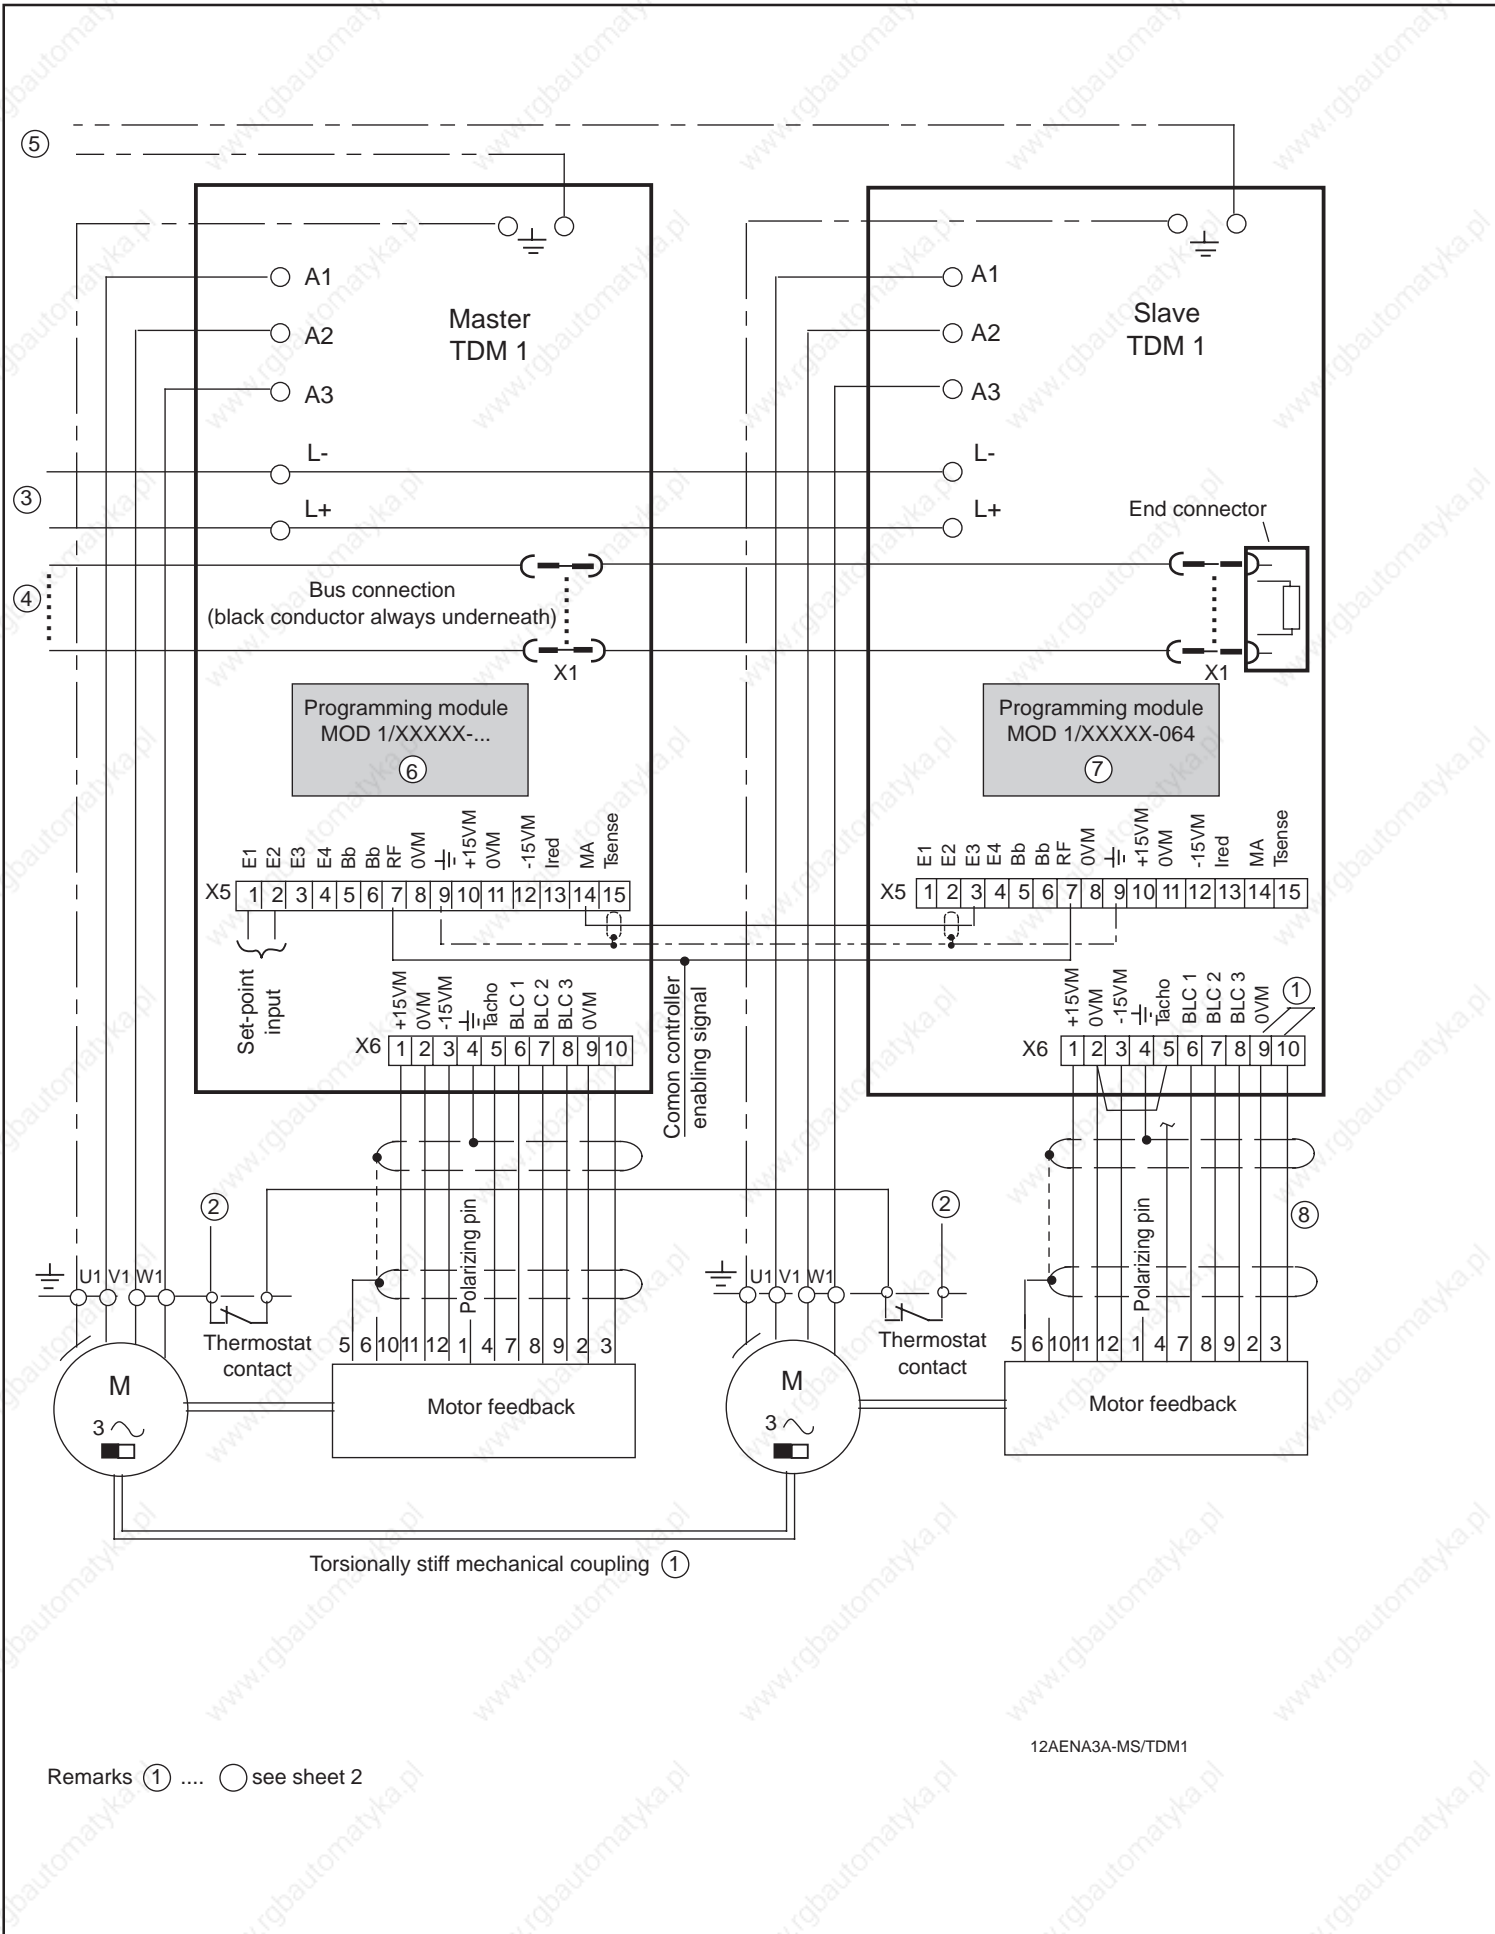 5
A1
A2
A3
Master
TDM 1
L-
L+
3
4
Bus connection
(black conductor always underneath)
X1
Programming module
MOD 1/XXXXX-...
6
E1 E2 E3 E4 Bb Bb RF 0VM +15VM 0VM -15VM Ired MA Tsense
X5 1 2 3 4 5 6 7 8 9 10 11 12 13 14 15
Set-point
input
+15VM 0VM -15VM Tacho BLC 1 BLC 2 BLC 3 0VM
X6 1 2 3 4 5 6 7 8 9 10
Comon controller
enabling signal
A1
A2
A3
Slave
TDM 1
L-
L+
End connector
X1
Programming module
MOD 1/XXXXX-064
7
E1 E2 E3 E4 Bb Bb RF 0VM +15VM 0VM -15VM Ired MA Tsense
X5 1 2 3 4 5 6 7 8 9 10 11 12 13 14 15
+15VM 0VM -15VM Tacho BLC 1 BLC 2 BLC 3 0VM
1
X6 1 2 3 4 5 6 7 8 9 10
2
U1 V1 W1
Thermostat
contact
Polarizing pin
5 6 10 11 12 1 4 7 8 9 2 3
M
3
Motor feedback
2
8
U1 V1 W1
Thermostat
contact
Polarizing pin
5 6 10 11 12 1 4 7 8 9 2 3
M
3
Motor feedback
Torsionally stiff mechanical coupling 1
12AENA3A-MS/TDM1
Remarks 1 .... see sheet 2
www.rgbautomatyka.pl